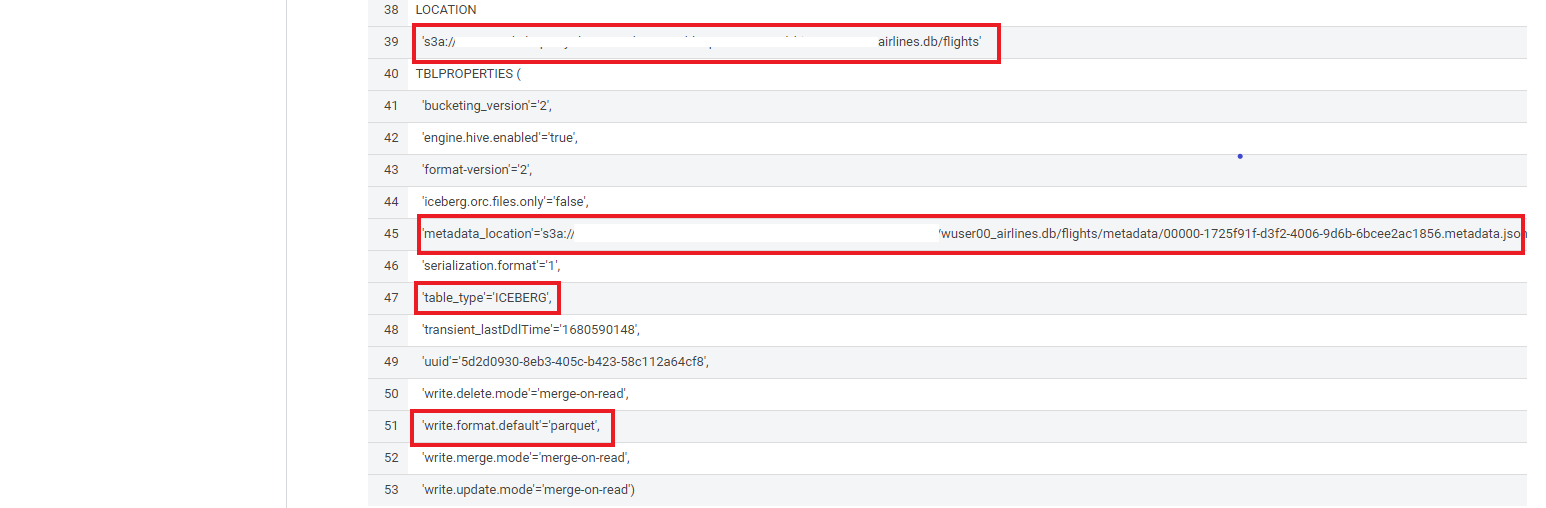 38 LOCATION
39 's3a:// airlines.db/flights'
40 TBLPROPERTIES (
41 'bucketing_version'='2',
42 'engine.hive.enabled'='true',
43 'format-version'='2',
44 'iceberg.orc.files.only'='false',
45 'metadata_location'='s3a:// /wuser00_airlines.db/flights/metadata/00000-1725f91f-d3f2-4006-9d6b-6bcee2ac1856.metadata.json
46 'serialization.format'='1',
47 'table_type'='ICEBERG',
48 'transient_lastDdlTime'='1680590148',
49 'uuid'='5d2d0930-8eb3-405c-b423-58c112a64cf8',
50 'write.delete.mode'='merge-on-read',
51 'write.format.default'='parquet',
52 'write.merge.mode'='merge-on-read',
53 'write.update.mode'='merge-on-read')